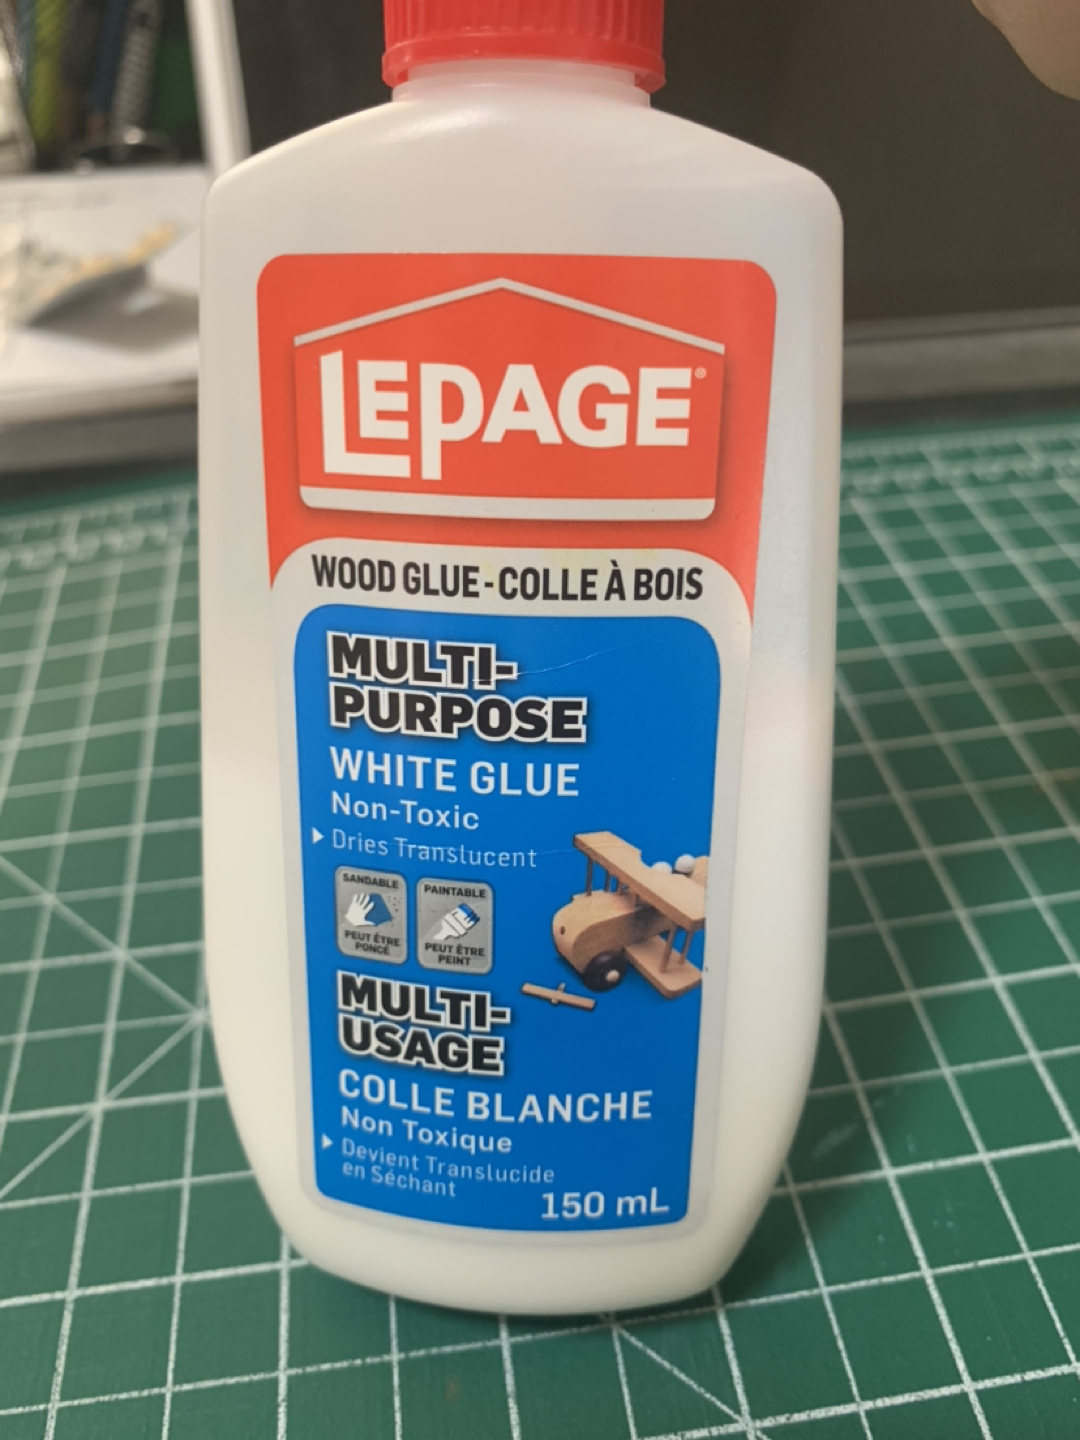 LEPAGE®
WOOD GLUE - COLLE À BOIS
MULTI-
PURPOSE
WHITE GLUE
Non-Toxic
Dries Translucent
SANDABLE
PEUT ÊTRE
PONCÉ
PAINTABLE
PEUT ÊTRE
PEINT
MULTI-
USAGE
COLLE BLANCHE
Non Toxique
Devient Translucide
en Séchant
150 mL